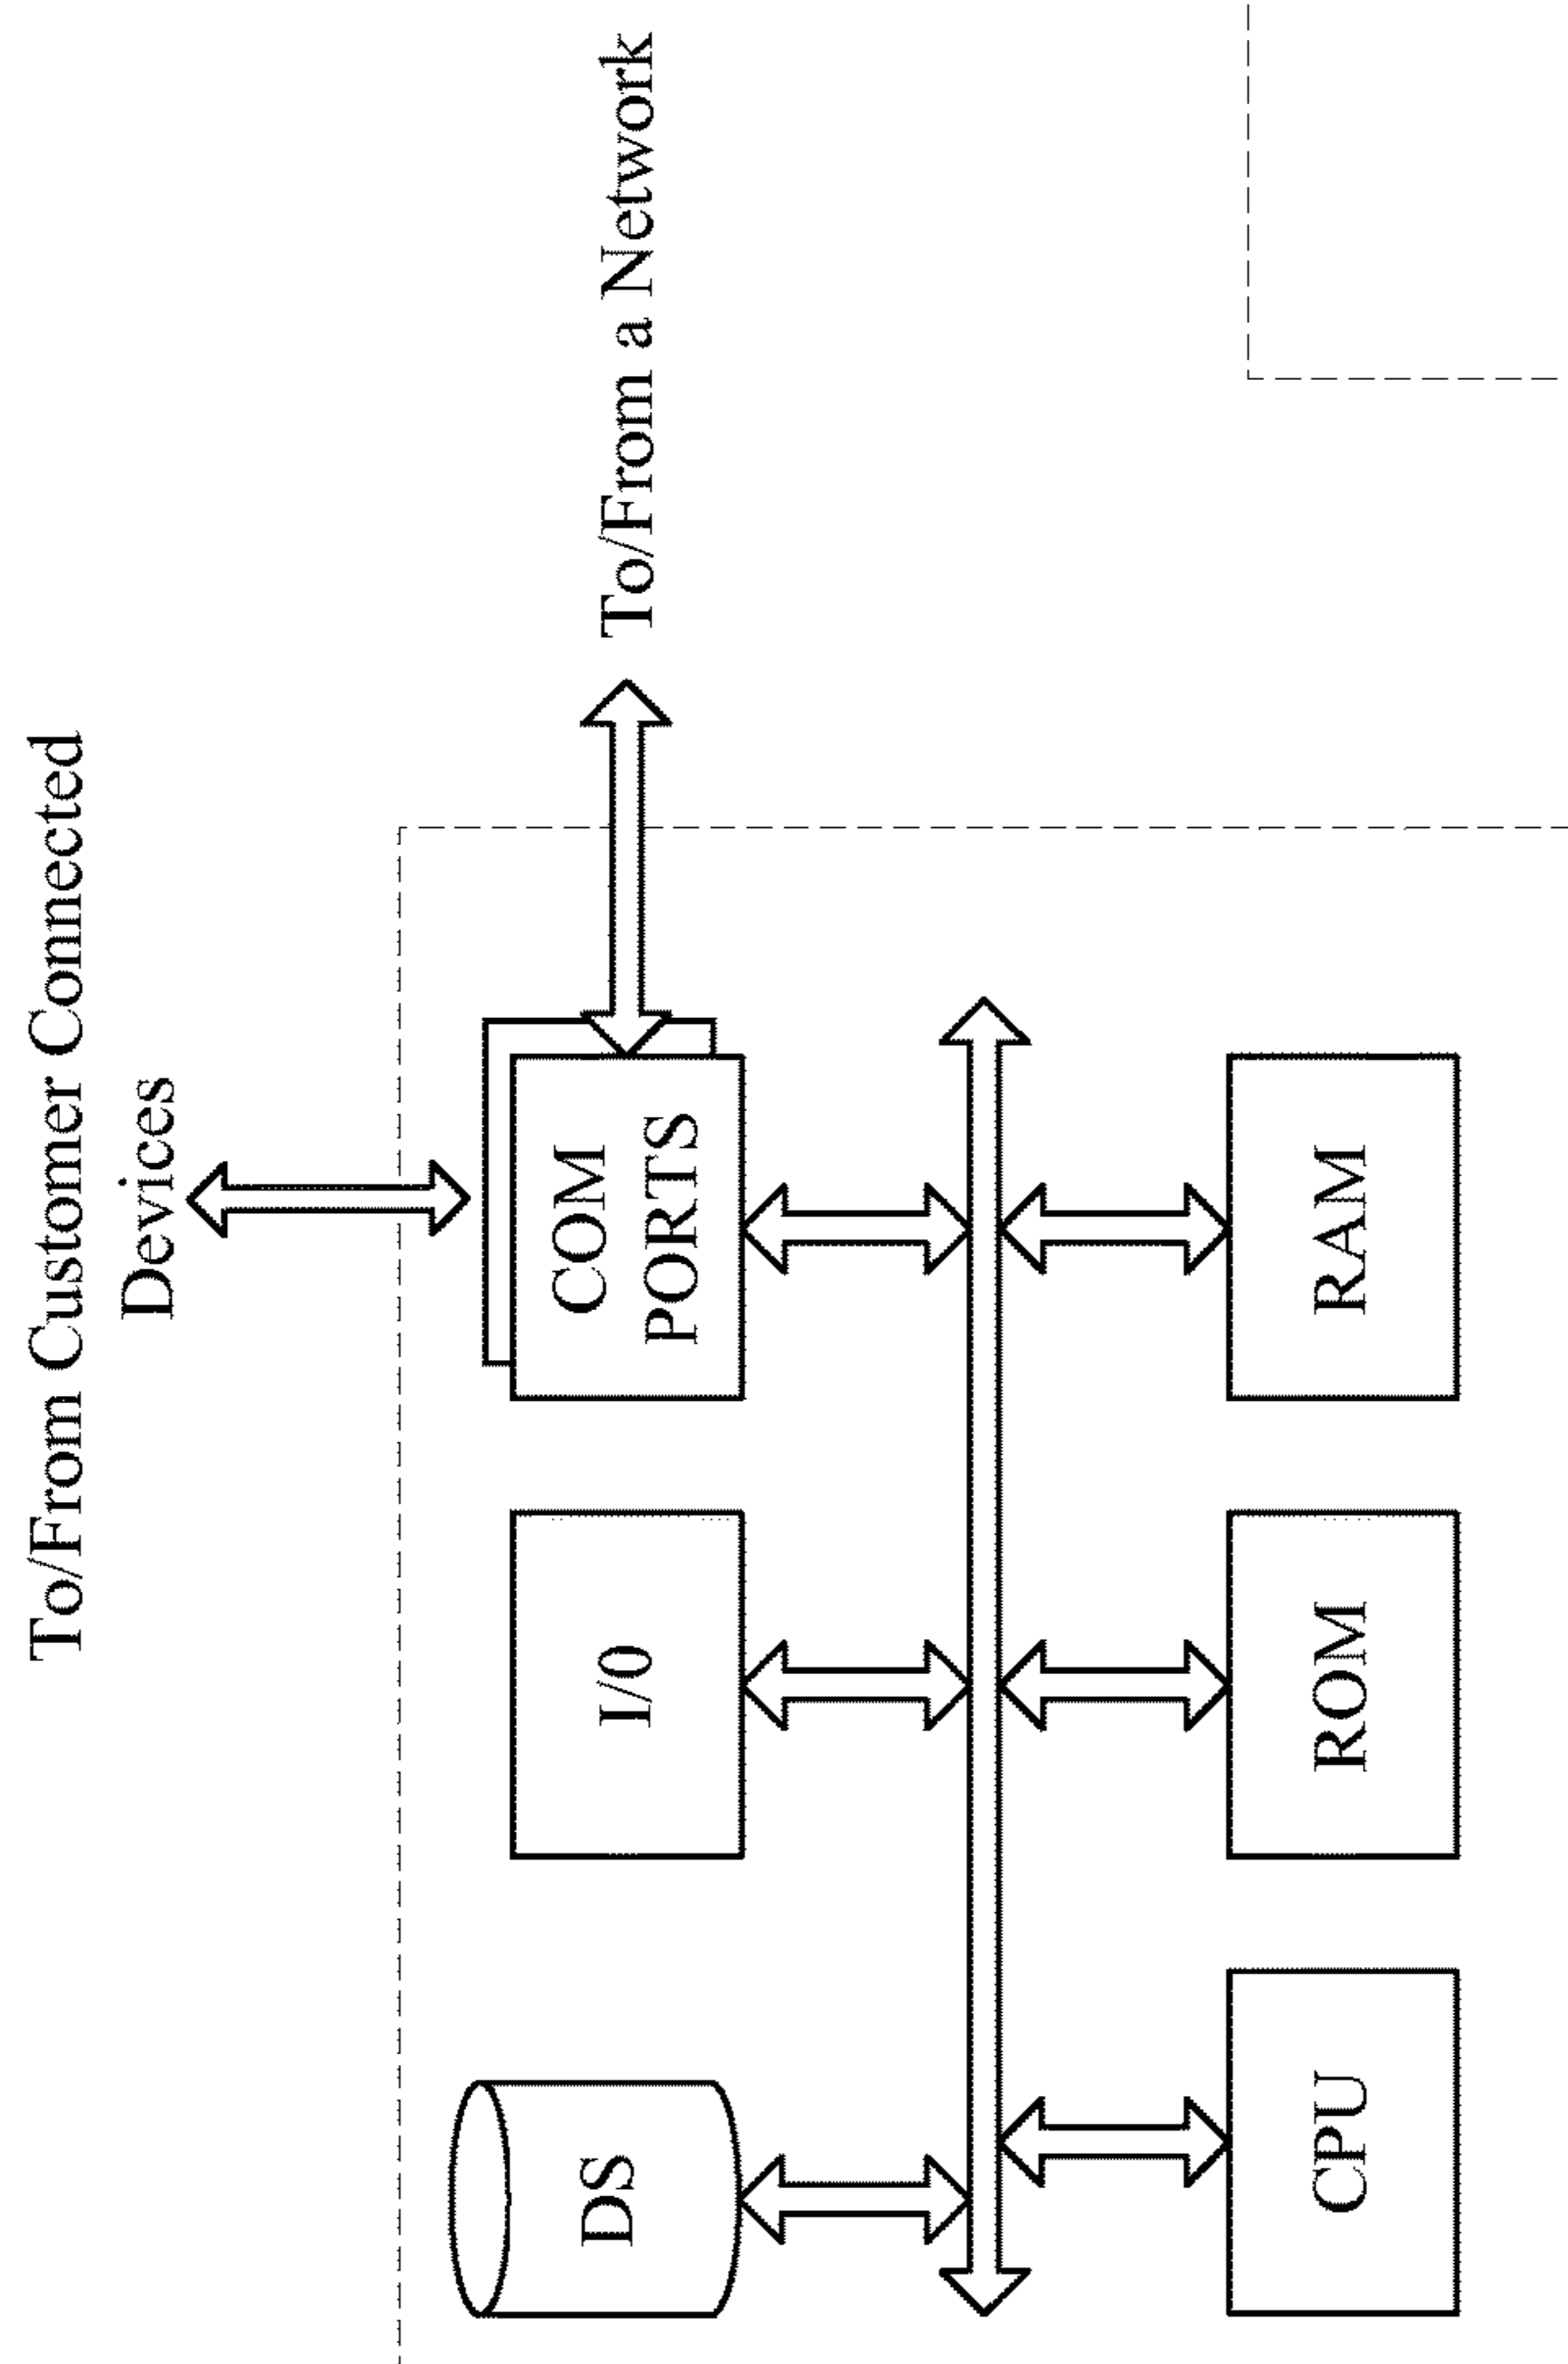 To/From Customer Connected
Devices
DS
I/0
COM
PORTS
To/From a Network
CPU
ROM
RAM